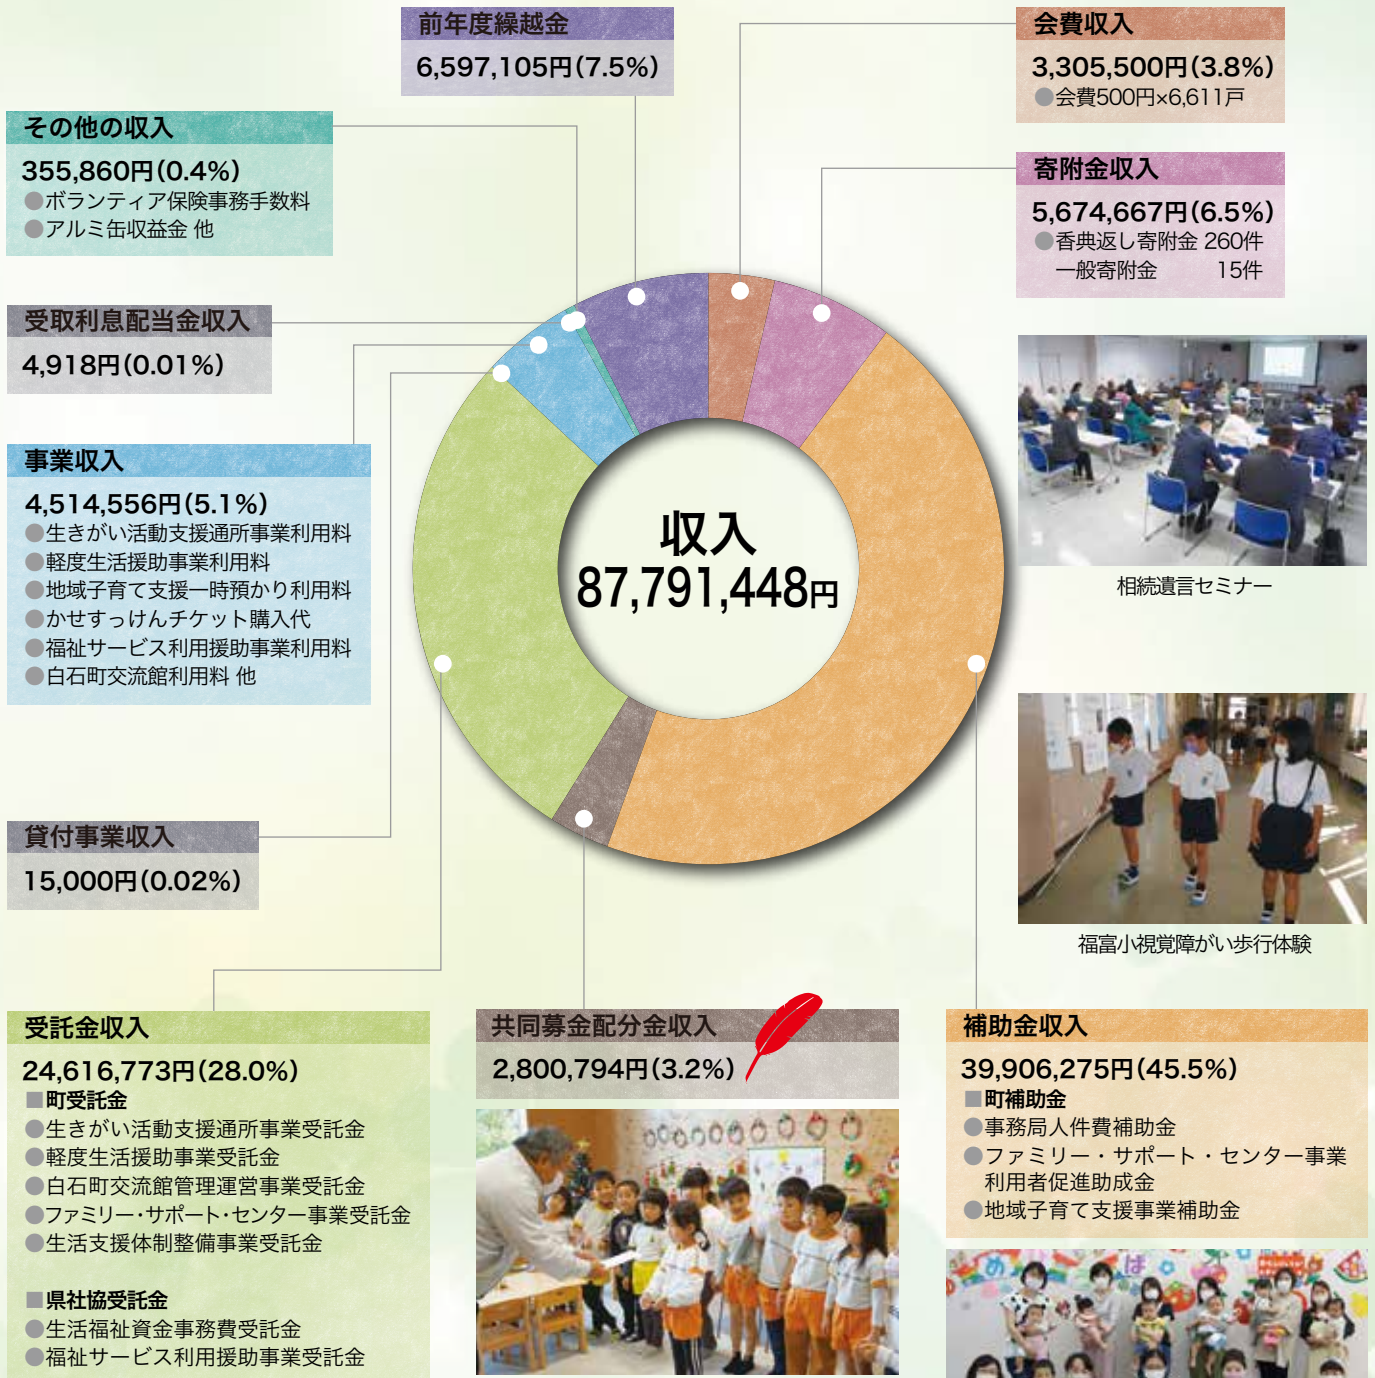 前年度繰越金
6,597,105円(7.5%)
会費収入
3,305,500円(3.8%)
●会費500円×6,611戸
その他の収入
355,860円(0.4%)
●ボランティア保険事務手数料
●アルミ缶収益金 他
寄附金収入
5,674,667円(6.5%)
●香典返し寄附金 260件
一般寄附金 15件
受取利息配当金収入
4,918円(0.01%)
事業収入
4,514,556円(5.1%)
●生きがい活動支援通所事業利用料
●軽度生活援助事業利用料
●地域子育て支援一時預かり利用料
●かせすっけんチケット購入代
●福祉サービス利用援助事業利用料
●白石町交流館利用料 他
収入
87,791,448円
相続遺言セミナー
貸付事業収入
15,000円(0.02%)
福富小視覚障がい歩行体験
受託金収入
24,616,773円(28.0%)
■町受託金
●生きがい活動支援通所事業受託金
●軽度生活援助事業受託金
●白石町交流館管理運営事業受託金
●ファミリー・サポート・センター事業受託金
●生活支援体制整備事業受託金
■県社協受託金
●生活福祉資金事務費受託金
●福祉サービス利用援助事業受託金
共同募金配分金収入
2,800,794円(3.2%)
補助金収入
39,906,275円(45.5%)
■町補助金
●事務局人件費補助金
●ファミリー・サポート・センター事業
利用者促進助成金
●地域子育て支援事業補助金